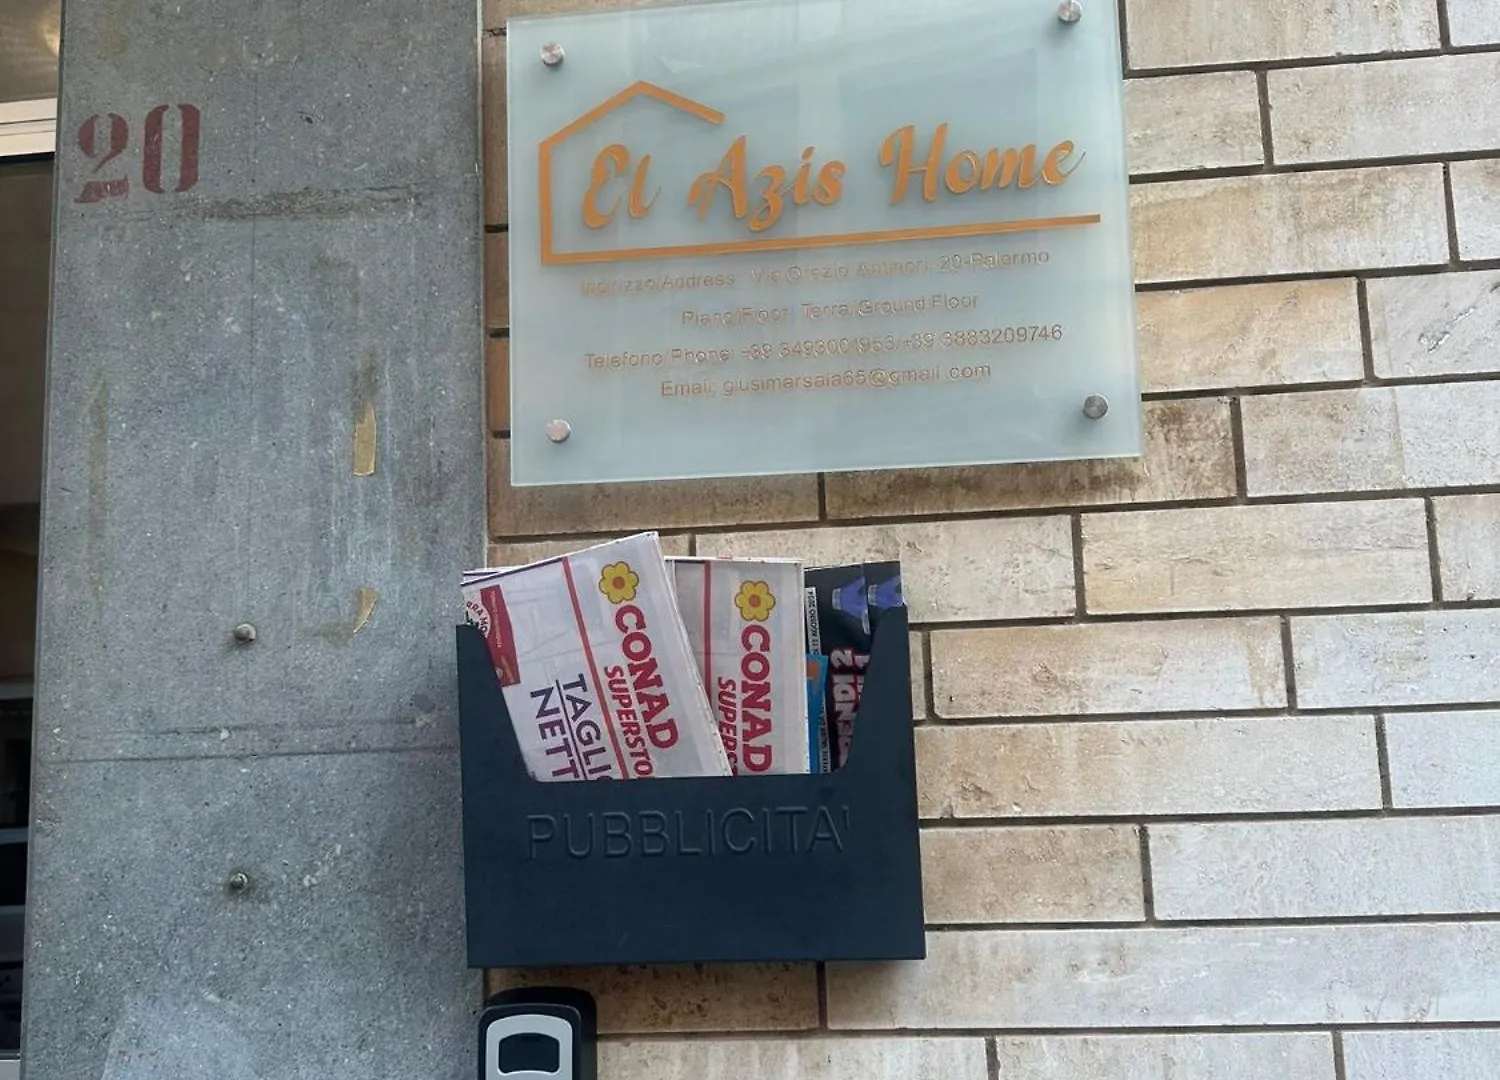 20
El Azis Home
Indirizzo/Address: Via Orazio Antinori, 20-Palermo
Piano/Floor: Terra/Ground Floor
Telefono/Phone: +39 3493001953/+39 3883209746
Email: giusimarsala65@gmail.com
CONAD
SUPERSTO
TAGLI
NETT
CONAD
SUPERS
PUBBLICITA'